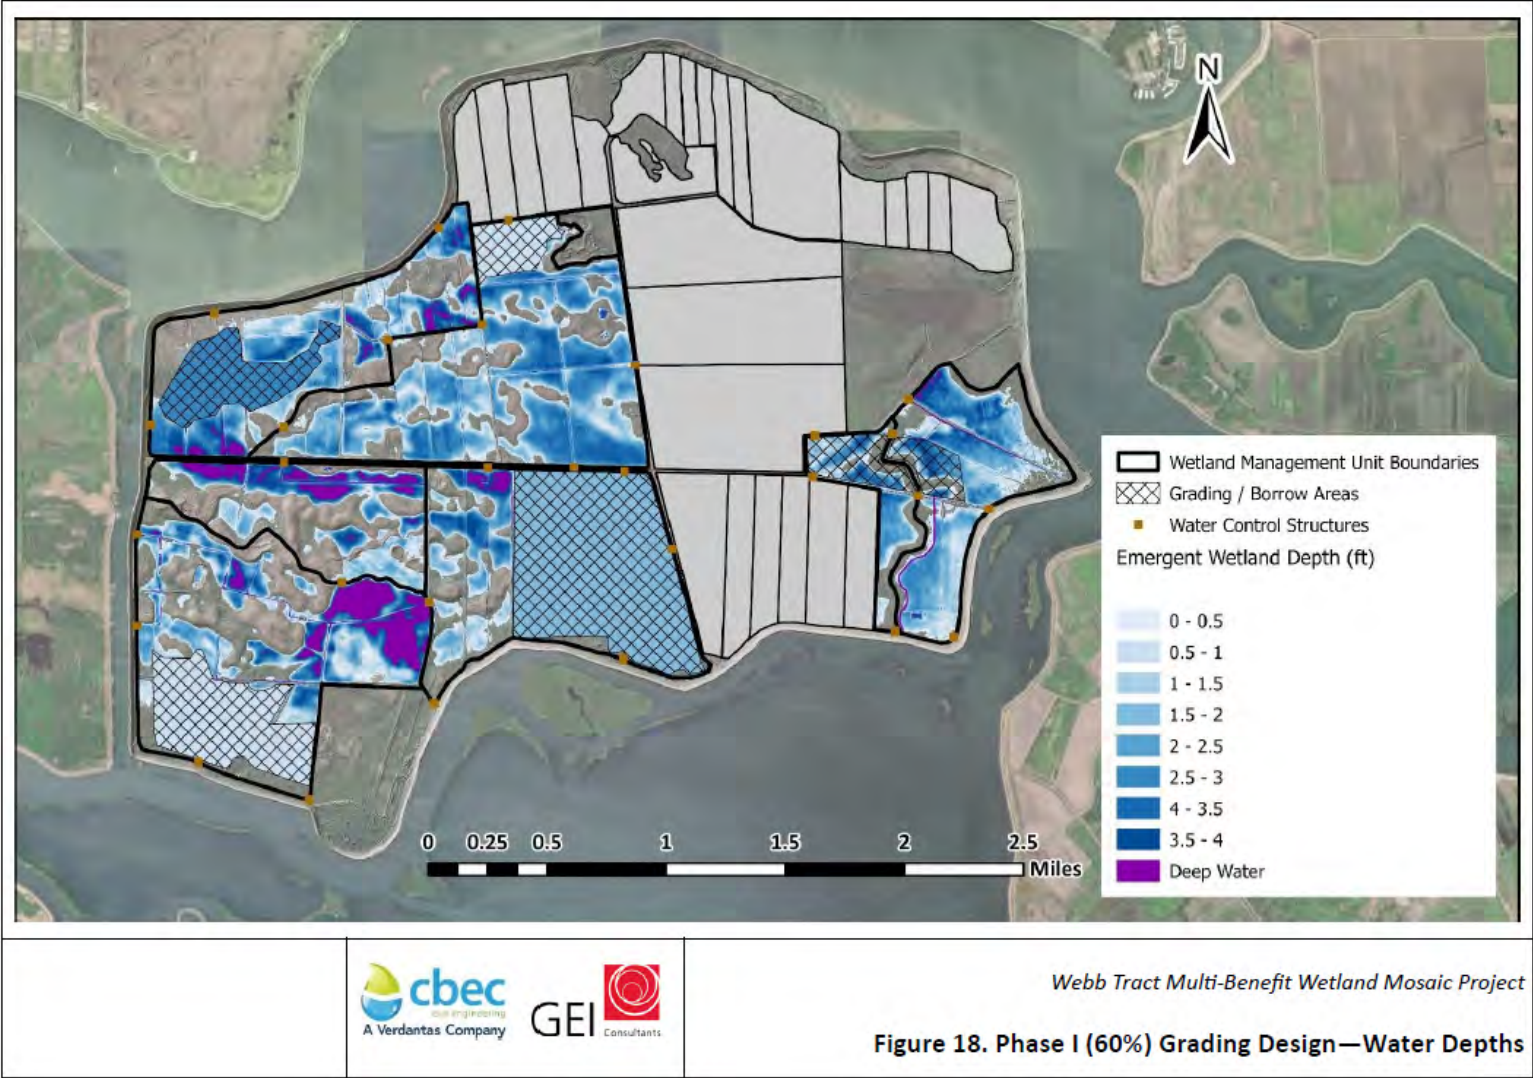 N
Wetland Management Unit Boundaries
Grading / Borrow Areas
Water Control Structures
Emergent Wetland Depth (ft)
0 - 0.5
0.5 - 1
1 - 1.5
1.5 - 2
2 - 2.5
2.5 - 3
4 - 3.5
3.5 - 4
Deep Water
0 0.25 0.5 1 1.5 2 2.5
Miles
cbec
eco engineering
A Verdantas Company
GEI
Consultants
Webb Tract Multi-Benefit Wetland Mosaic Project
Figure 18. Phase I (60%) Grading Design—Water Depths